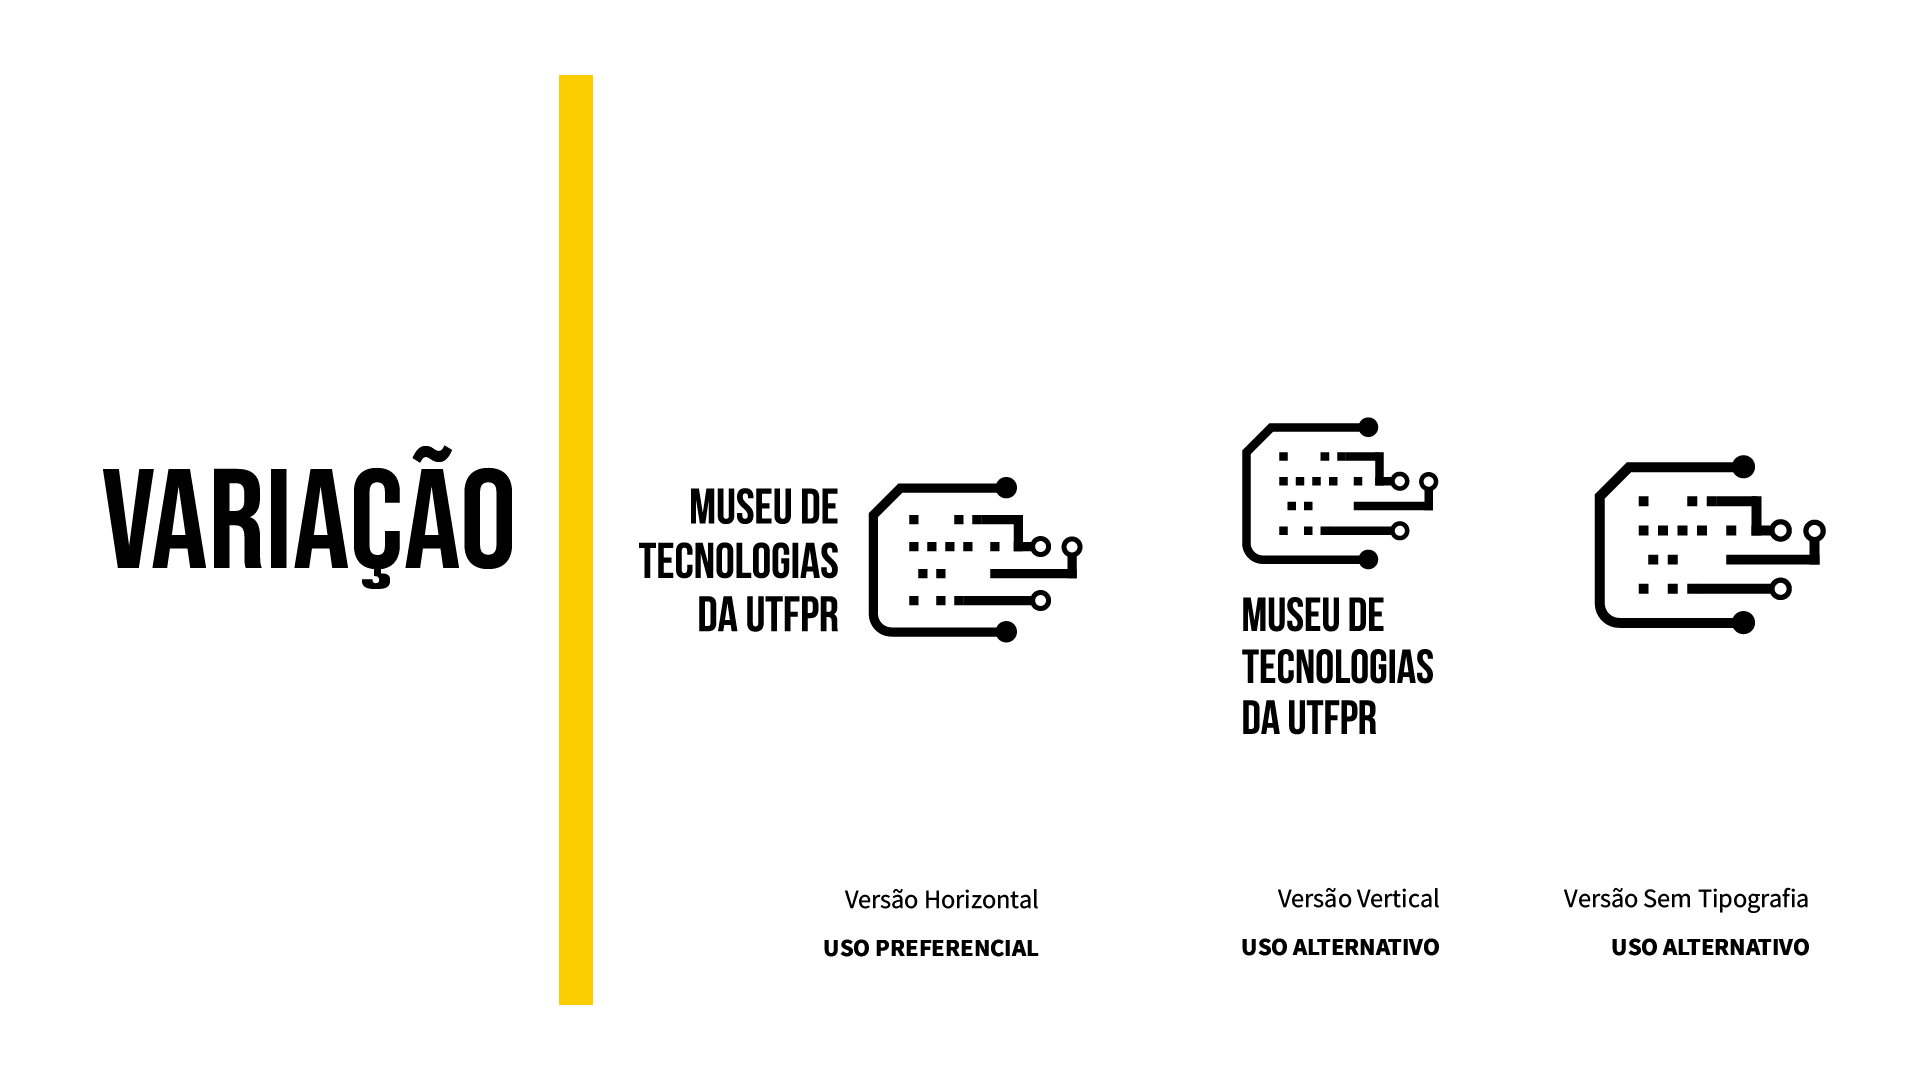 VARIAÇÃO
MUSEU DE
TECNOLOGIAS
DA UTFPR
MUSEU DE
TECNOLOGIAS
DA UTFPR
Versão Horizontal
USO PREFERENCIAL
Versão Vertical
USO ALTERNATIVO
Versão Sem Tipografia
USO ALTERNATIVO